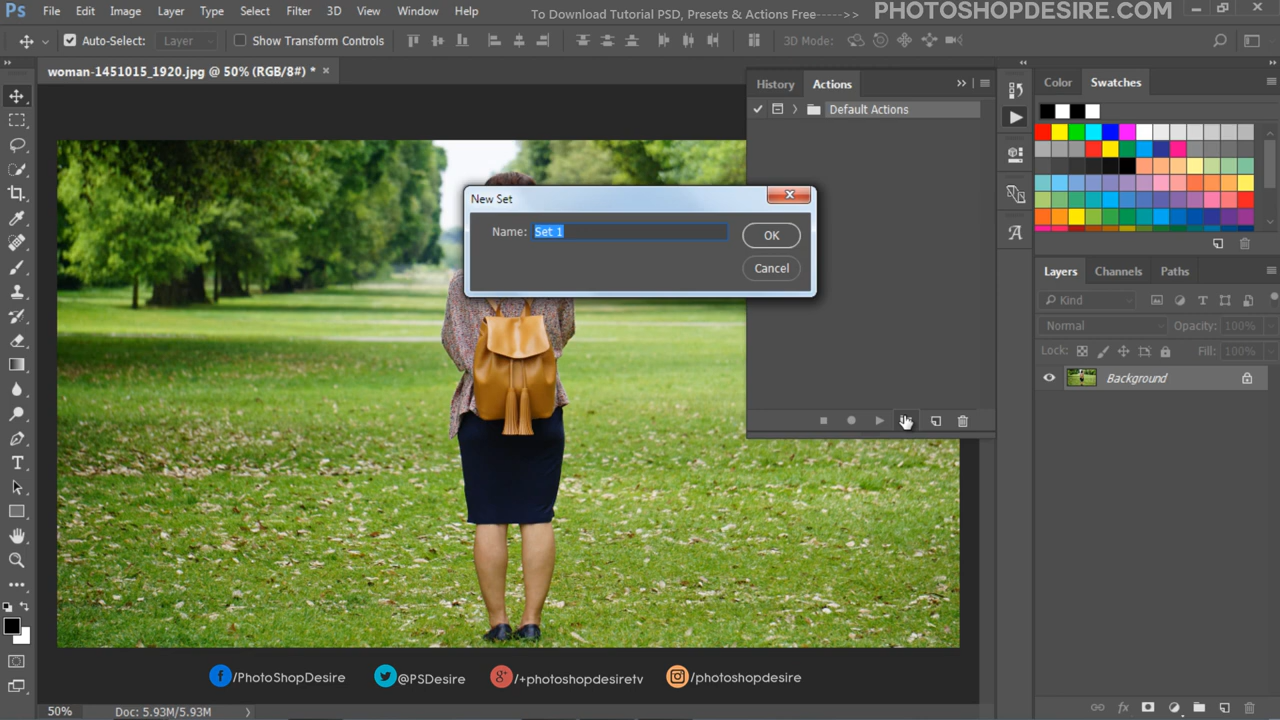 Ps File Edit Image Layer Type Select Filter 3D View Window Help To Download Tutorial PSD, Presets & Actions Free----->> PHOTOSHOPDESIRE.COM
Auto-Select: Layer Show Transform Controls 3D Mode:
woman-1451015_1920.jpg @ 50% (RGB/8#) * ×
History Actions
Color Swatches
Default Actions
New Set
Name: Set 1 OK
Cancel
Layers Channels Paths
Kind
Normal Opacity: 100%
Lock: Fill: 100%
Background
/PhotoShopDesire @PSDesire /+photoshopdesiretv /photoshopdesire
50% Doc: 5.93M/5.93M